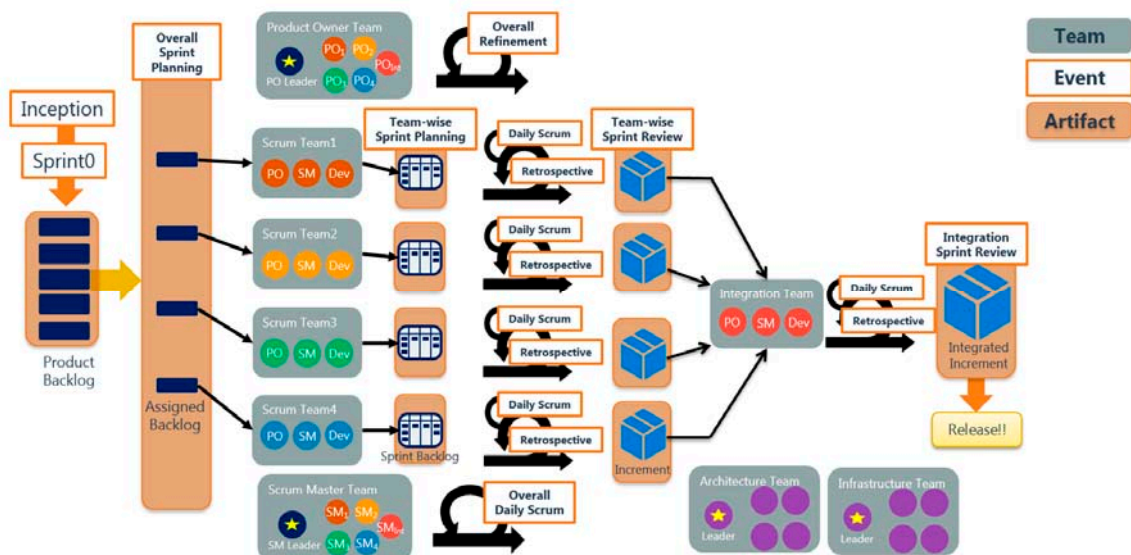 Product Owner Team
PO1
PO2
POInt
PO Leader
PO3
PO4
Overall
Refinement
Team
Event
Artifact
Overall
Sprint
Planning
Inception
Sprint0
Product
Backlog
Assigned
Backlog
Team-wise
Sprint Planning
Team-wise
Sprint Review
Scrum Team1
PO SM Dev
Daily Scrum
Retrospective
Scrum Team2
PO SM Dev
Daily Scrum
Retrospective
Scrum Team3
PO SM Dev
Daily Scrum
Retrospective
Scrum Team4
PO SM Dev
Sprint Backlog
Daily Scrum
Retrospective
Increment
Integration Team
PO SM Dev
Daily Scrum
Retrospective
Integration
Sprint Review
Integrated
Increment
Release!!
Scrum Master Team
SM1
SM2
SMInt
SM Leader
SM3
SM4
Overall
Daily Scrum
Architecture Team
Leader
Infrastructure Team
Leader